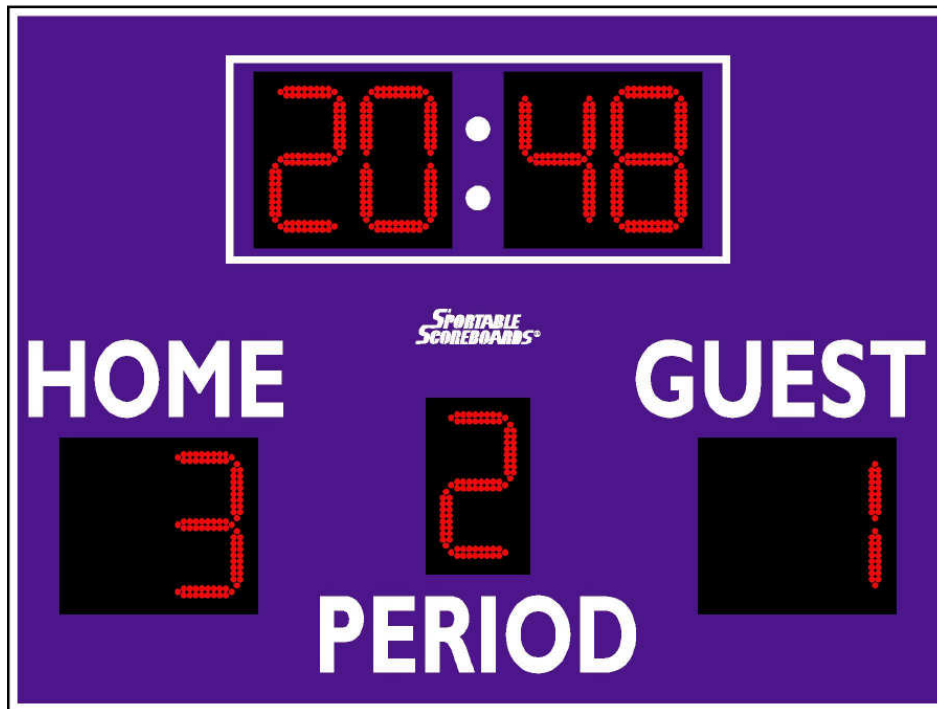 20:48
SPORTABLE
SCOREBOARDS®
HOME
GUEST
3
2
1
PERIOD